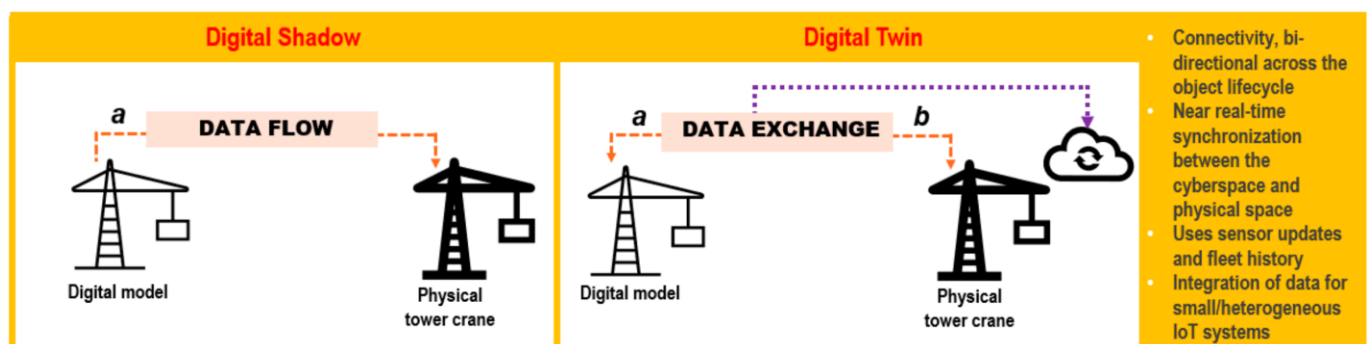 Digital Shadow
a
DATA FLOW
Digital model
Physical
tower crane
Digital Twin
a
DATA EXCHANGE
b
Digital model
Physical
tower crane
• Connectivity, bi-
directional across the
object lifecycle
• Near real-time
synchronization
between the
cyberspace and
physical space
• Uses sensor updates
and fleet history
• Integration of data for
small/heterogeneous
IoT systems